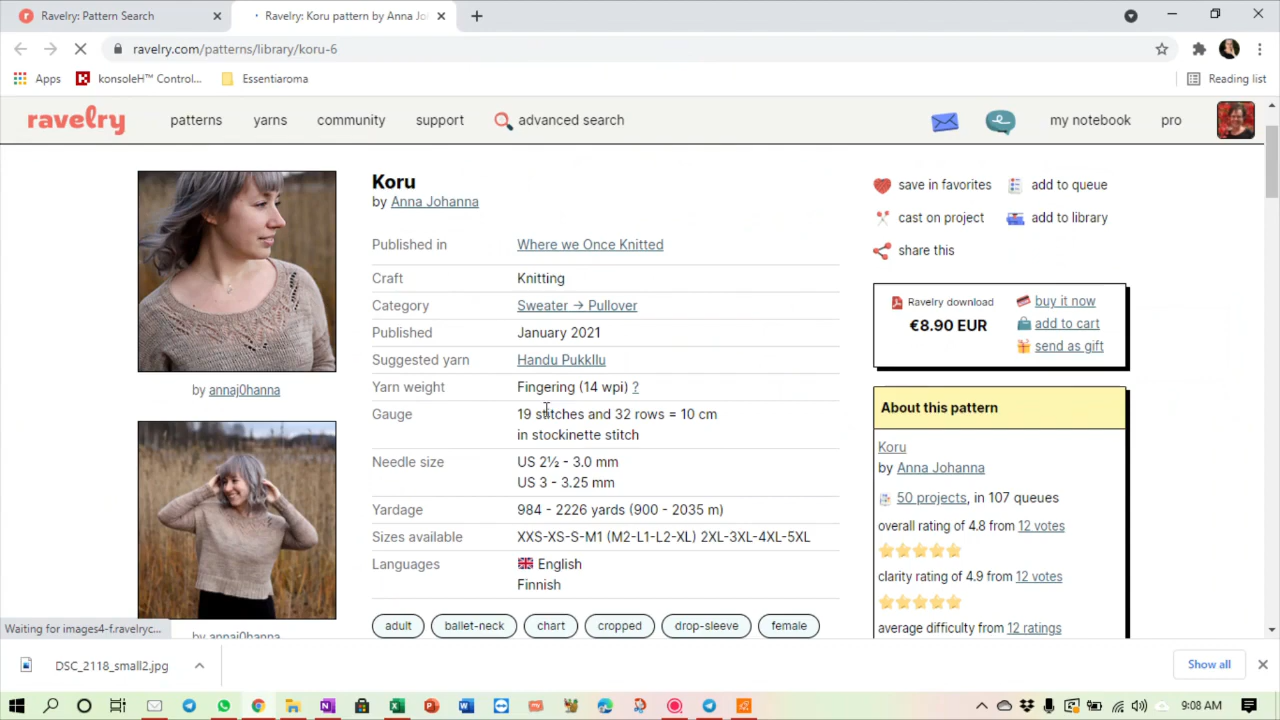 Ravelry: Pattern Search
Ravelry: Koru pattern by Anna Jo
ravelry.com/patterns/library/koru-6
Apps
konsoleH™ Control...
Essentiaroma
Reading list
ravelry
patterns
yarns
community
support
advanced search
my notebook
pro
Koru
by Anna Johanna
Published in Where we Once Knitted
Craft Knitting
Category Sweater → Pullover
Published January 2021
Suggested yarn Handu Pukkllu
Yarn weight Fingering (14 wpi) ?
Gauge 19 stitches and 32 rows = 10 cm
in stockinette stitch
Needle size US 2½ - 3.0 mm
US 3 - 3.25 mm
Yardage 984 - 2226 yards (900 - 2035 m)
Sizes available XXS-XS-S-M1 (M2-L1-L2-XL) 2XL-3XL-4XL-5XL
Languages English
Finnish
adult
ballet-neck
chart
cropped
drop-sleeve
female
by annaj0hanna
by annaj0hanna
save in favorites
add to queue
cast on project
add to library
share this
Ravelry download
€8.90 EUR
buy it now
add to cart
send as gift
About this pattern
Koru
by Anna Johanna
50 projects, in 107 queues
overall rating of 4.8 from 12 votes
clarity rating of 4.9 from 12 votes
average difficulty from 12 ratings
Waiting for images4-f.ravelryc...
DSC_2118_small2.jpg
Show all
9:08 AM